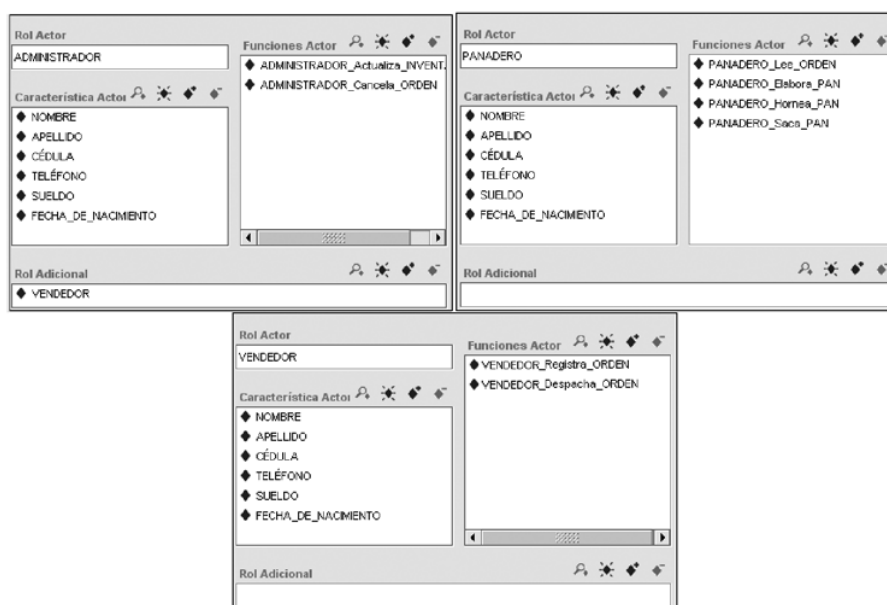 Rol Actor
ADMINISTRADOR
Característica Actor
NOMBRE
APELLIDO
CÉDULA
TELÉFONO
SUELDO
FECHA_DE_NACIMIENTO
Funciones Actor
ADMINISTRADOR_Actualiza_INVENT
ADMINISTRADOR_Cancela_ORDEN
Rol Adicional
VENDEDOR
Rol Actor
PANADERO
Característica Actor
NOMBRE
APELLIDO
CÉDULA
TELÉFONO
SUELDO
FECHA_DE_NACIMIENTO
Funciones Actor
PANADERO_Lee_ORDEN
PANADERO_Elabora_PAN
PANADERO_Hornea_PAN
PANADERO_Saca_PAN
Rol Adicional
Rol Actor
VENDEDOR
Característica Actor
NOMBRE
APELLIDO
CÉDULA
TELÉFONO
SUELDO
FECHA_DE_NACIMIENTO
Funciones Actor
VENDEDOR_Registra_ORDEN
VENDEDOR_Despacha_ORDEN
Rol Adicional